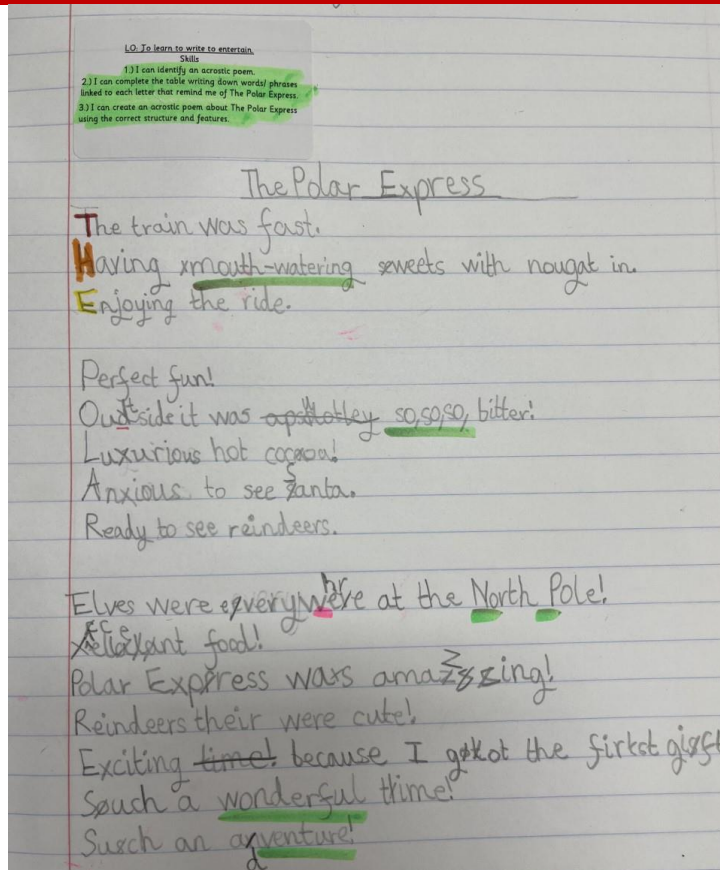 LO: To learn to write to entertain.
Skills
1.) I can identify an acrostic poem.
2.) I can complete the table writing down words/ phrases
linked to each letter that remind me of The Polar Express.
3.) I can create an acrostic poem about The Polar Express
using the correct structure and features.
The Polar Express
The train was fast.
Having mouth-watering sweets with nougat in.
Enjoying the ride.
Perfect fun!
Outside it was so,so,so, bitter!
Luxurious hot cocoa!
Anxious to see Santa.
Ready to see reindeers.
Elves were everywhere at the North Pole!
food!
Polar Express was amazing!
Reindeers their were cute!
Exciting time! because I got the first gift
Such a wonderful time!
Such an adventure!